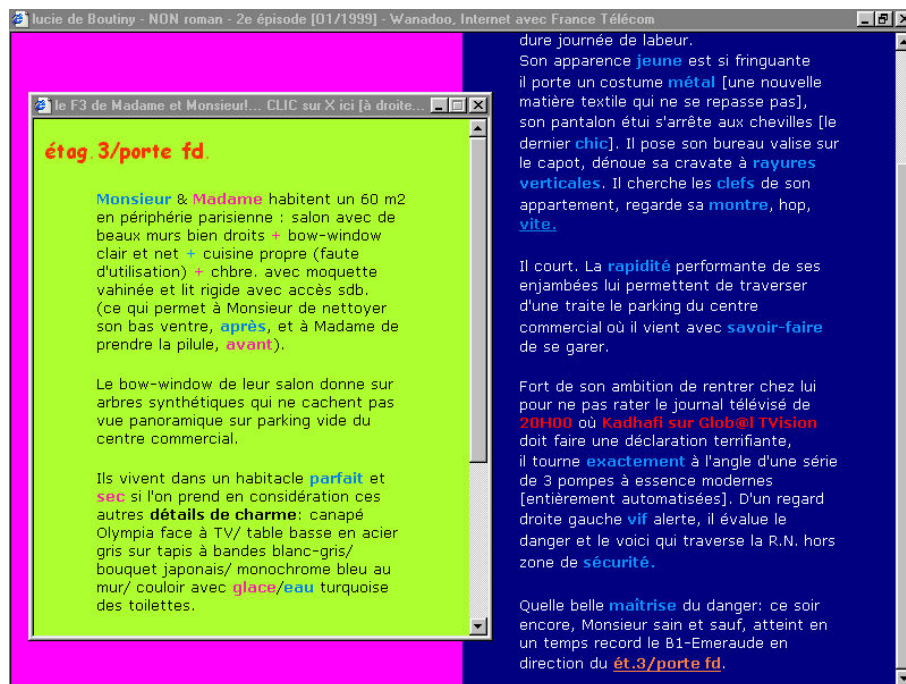 lucie de Boutiny - NON roman - 2e épisode [01/1999] - Wanadoo, Internet avec France Télécom
le F3 de Madame et Monsieur!... CLIC sur X ici [à droite...
étag.3/porte fd.
Monsieur & Madame habitent un 60 m2
en périphérie parisienne : salon avec de
beaux murs bien droits + bow-window
clair et net + cuisine propre (faute
d'utilisation) + chbre. avec moquette
vahinée et lit rigide avec accès sdb.
(ce qui permet à Monsieur de nettoyer
son bas ventre, après, et à Madame de
prendre la pilule, avant).
Le bow-window de leur salon donne sur
arbres synthétiques qui ne cachent pas
vue panoramique sur parking vide du
centre commercial.
Ils vivent dans un habitacle parfait et
sec si l'on prend en considération ces
autres détails de charme: canapé
Olympia face à TV/ table basse en acier
gris sur tapis à bandes blanc-gris/
bouquet japonais/ monochrome bleu au
mur/ couloir avec glace/eau turquoise
des toilettes.
dure journée de labeur.
Son apparence jeune est si fringuante
il porte un costume métal [une nouvelle
matière textile qui ne se repasse pas],
son pantalon étui s'arrête aux chevilles [le
dernier chic]. Il pose son bureau valise sur
le capot, dénoue sa cravate à rayures
verticales. Il cherche les clefs de son
appartement, regarde sa montre, hop,
vite.
Il court. La rapidité performante de ses
enjambées lui permettent de traverser
d'une traite le parking du centre
commercial où il vient avec savoir-faire
de se garer.
Fort de son ambition de rentrer chez lui
pour ne pas rater le journal télévisé de
20H00 où Kadhafi sur Glob@l TVision
doit faire une déclaration terrifiante,
il tourne exactement à l'angle d'une série
de 3 pompes à essence modernes
[entièrement automatisées]. D'un regard
droite gauche vif alerte, il évalue le
danger et le voici qui traverse la R.N. hors
zone de sécurité.
Quelle belle maîtrise du danger: ce soir
encore, Monsieur sain et sauf, atteint en
un temps record le B1-Emeraude en
direction du ét.3/porte fd.